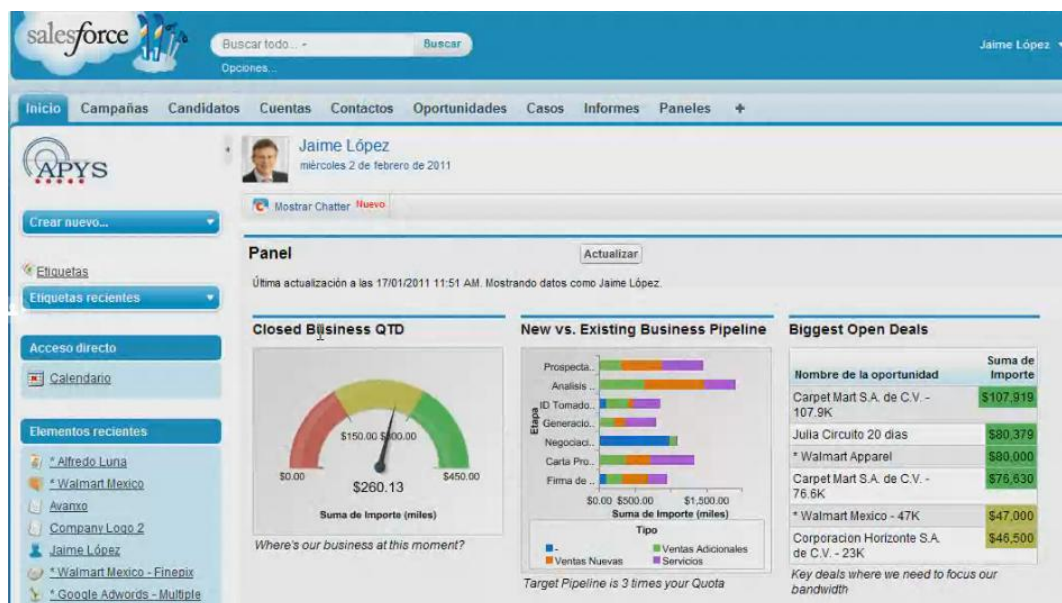 salesforce
Buscar todo...
Buscar
Opciones...
Jaime López
Inicio Campañas Candidatos Cuentas Contactos Oportunidades Casos Informes Paneles +
APYS
Jaime López
miércoles 2 de febrero de 2011
Mostrar Chatter Nuevo
Crear nuevo...
Etiquetas
Etiquetas recientes
Acceso directo
Calendario
Elementos recientes
* Alfredo Luna
* Walmart Mexico
Avanxo
Company Logo 2
Jaime López
* Walmart Mexico - Finepix
* Google Adwords - Multiple
Panel
Actualizar
Última actualización a las 17/01/2011 11:51 AM. Mostrando datos como Jaime López.
Closed Business QTD
$150.00 $300.00
$0.00
$450.00
$260.13
Suma de Importe (miles)
Where's our business at this moment?
New vs. Existing Business Pipeline
Etapa
Prospecta..
Analisis ..
ID Tomado..
Generacio..
Negociaci..
Carta Pro..
Firma de ..
$0.00 $500.00 $1,500.00
Suma de Importe (miles)
Tipo
-
Ventas Adicionales
Ventas Nuevas
Servicios
Target Pipeline is 3 times your Quota
Biggest Open Deals
Nombre de la oportunidad
Suma de
Importe
Carpet Mart S.A. de C.V. -
107.9K
$107,919
Julia Circuito 20 dias
$80,379
* Walmart Apparel
$80,000
Carpet Mart S.A. de C.V. -
76.6K
$76,630
* Walmart Mexico - 47K
$47,000
Corporacion Horizonte S.A.
de C.V. - 23K
$46,500
Key deals where we need to focus our
bandwidth